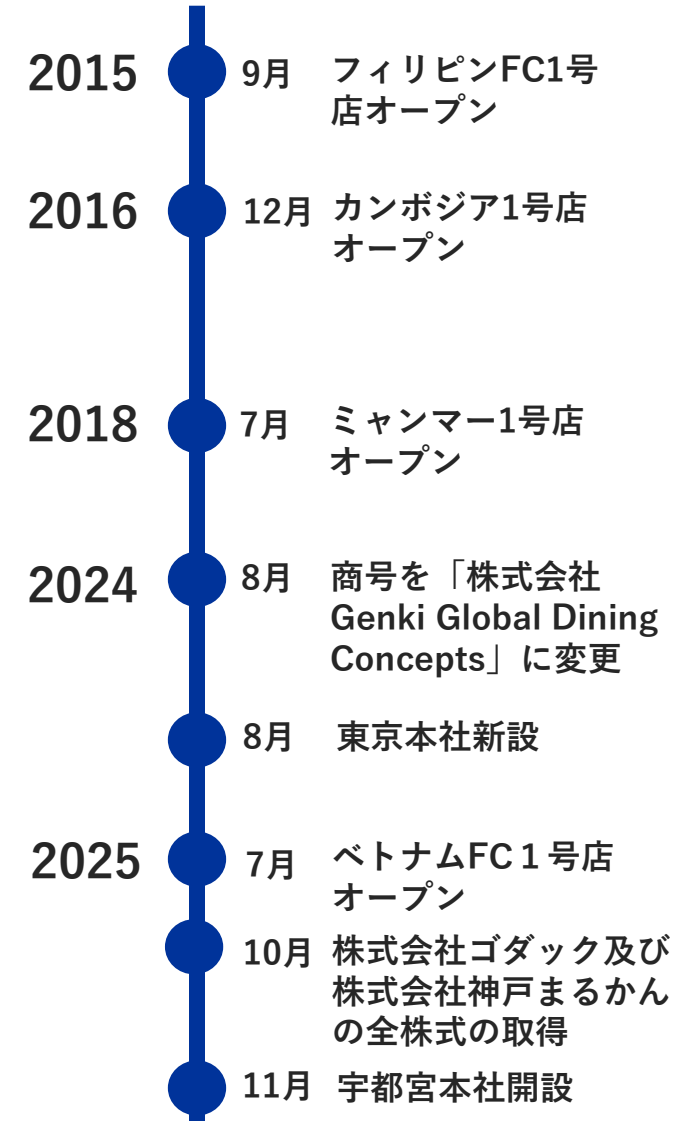 2015 9月 フィリピンFC1号
店オープン
2016 12月 カンボジア1号店
オープン
2018 7月 ミャンマー1号店
オープン
2024 8月 商号を「株式会社
Genki Global Dining
Concepts」に変更
8月 東京本社新設
2025 7月 ベトナムFC１号店
オープン
10月 株式会社ゴダック及び
株式会社神戸まるかん
の全株式の取得
11月 宇都宮本社開設